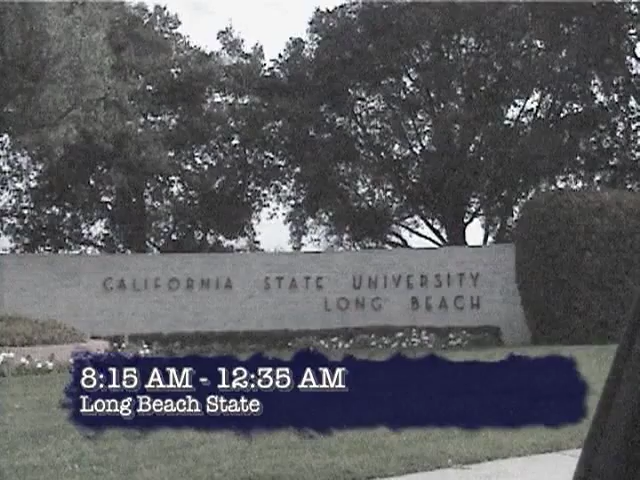 CALIFORNIA STATE UNIVERSITY
LONG BEACH
8:15 AM - 12:35 AM
Long Beach State